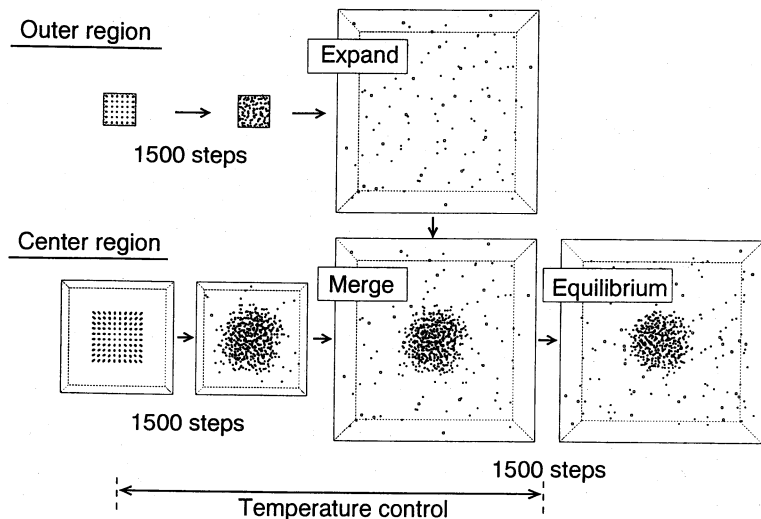 Outer region
Expand
1500 steps
Center region
Merge
Equilibrium
1500 steps
1500 steps
Temperature control